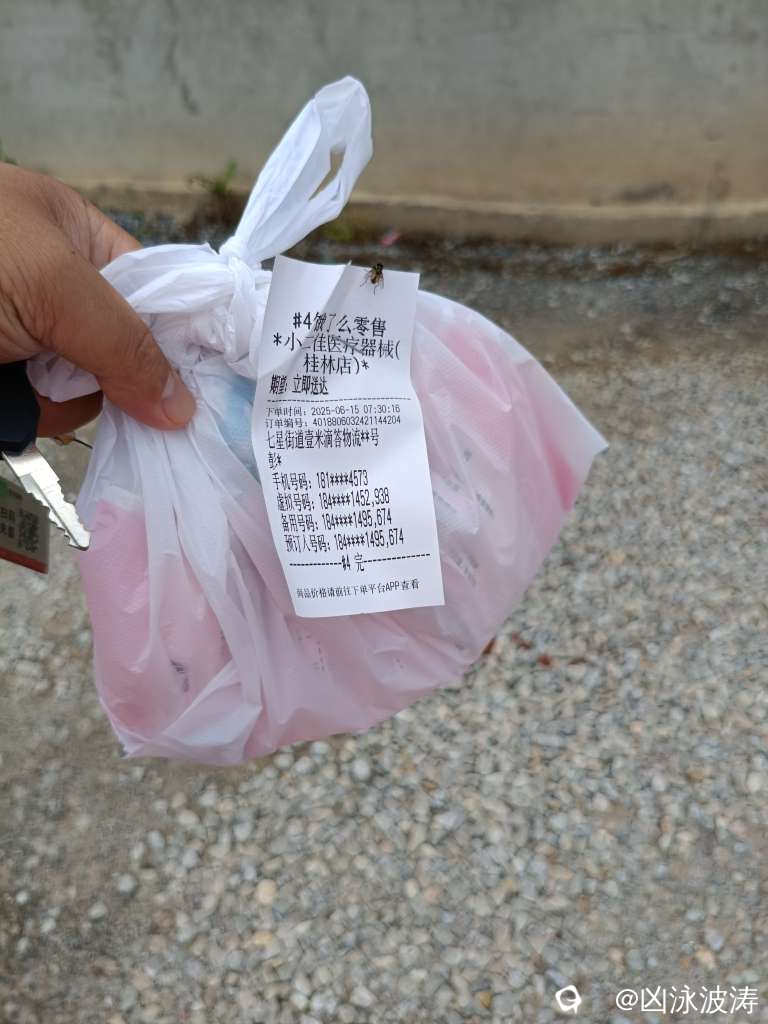 #4饿了么零售
*小二佳医疗器械(
桂林店)*
期望: 立即送达
下单时间: 2025-06-15 07:30:16
订单编号: 4018806032421144204
七星街道壹米滴答物流**号
彭*
手机号码: 181****4573
虚拟号码: 184****1452,938
备用号码: 184****1495,674
预订人号码: 184****1495,674
#4 完
商品价格请前往下单平台APP查看
@凶泳波涛